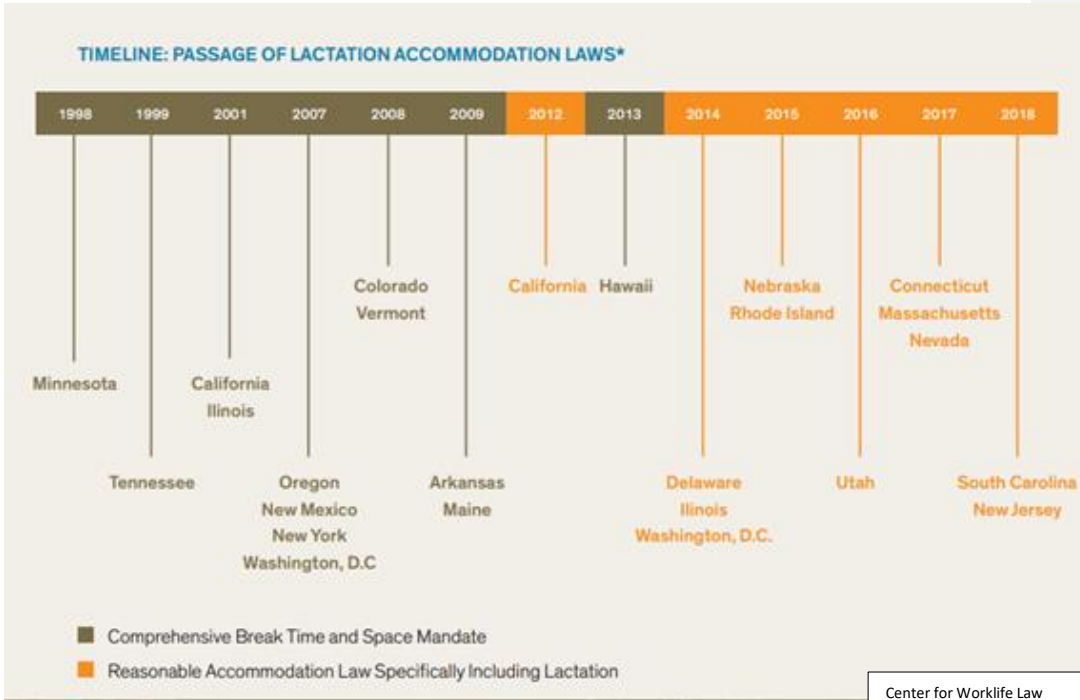 TIMELINE: PASSAGE OF LACTATION ACCOMMODATION LAWS*
1998 1999 2001 2007 2008 2009 2012 2013 2014 2015 2016 2017 2018
Colorado California Hawaii Nebraska Connecticut
Vermont Rhode Island Massachusetts
Nevada
Minnesota California
Ilinois
Tennessee Oregon Arkansas Delaware Utah South Carolina
New Mexico Maine Ilinois New Jersey
New York Washington, D.C.
Washington, D.C
Comprehensive Break Time and Space Mandate
Reasonable Accommodation Law Specifically Including Lactation
Center for Worklife Law